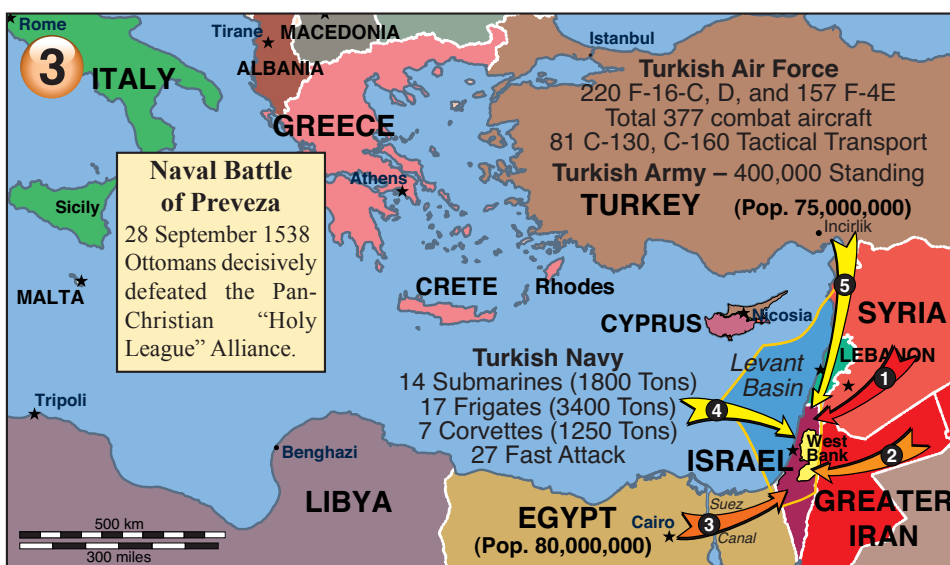 Rome
3
ITALY
Tirane
MACEDONIA
ALBANIA
GREECE
Istanbul
Turkish Air Force
220 F-16-C, D, and 157 F-4E
Total 377 combat aircraft
81 C-130, C-160 Tactical Transport
Turkish Army – 400,000 Standing
TURKEY
(Pop. 75,000,000)
Incirlik
Naval Battle
of Preveza
28 September 1538
Ottomans decisively
defeated the Pan-
Christian “Holy
League” Alliance.
Athens
Sicily
MALTA
CRETE
Rhodes
CYPRUS
Nicosia
5
SYRIA
LEBANON
Levant
Basin
1
Turkish Navy
14 Submarines (1800 Tons)
17 Frigates (3400 Tons)
7 Corvettes (1250 Tons)
27 Fast Attack
4
West
Bank
2
ISRAEL
Tripoli
Benghazi
LIBYA
EGYPT
(Pop. 80,000,000)
Cairo
Suez
Canal
3
GREATER
IRAN
500 km
300 miles